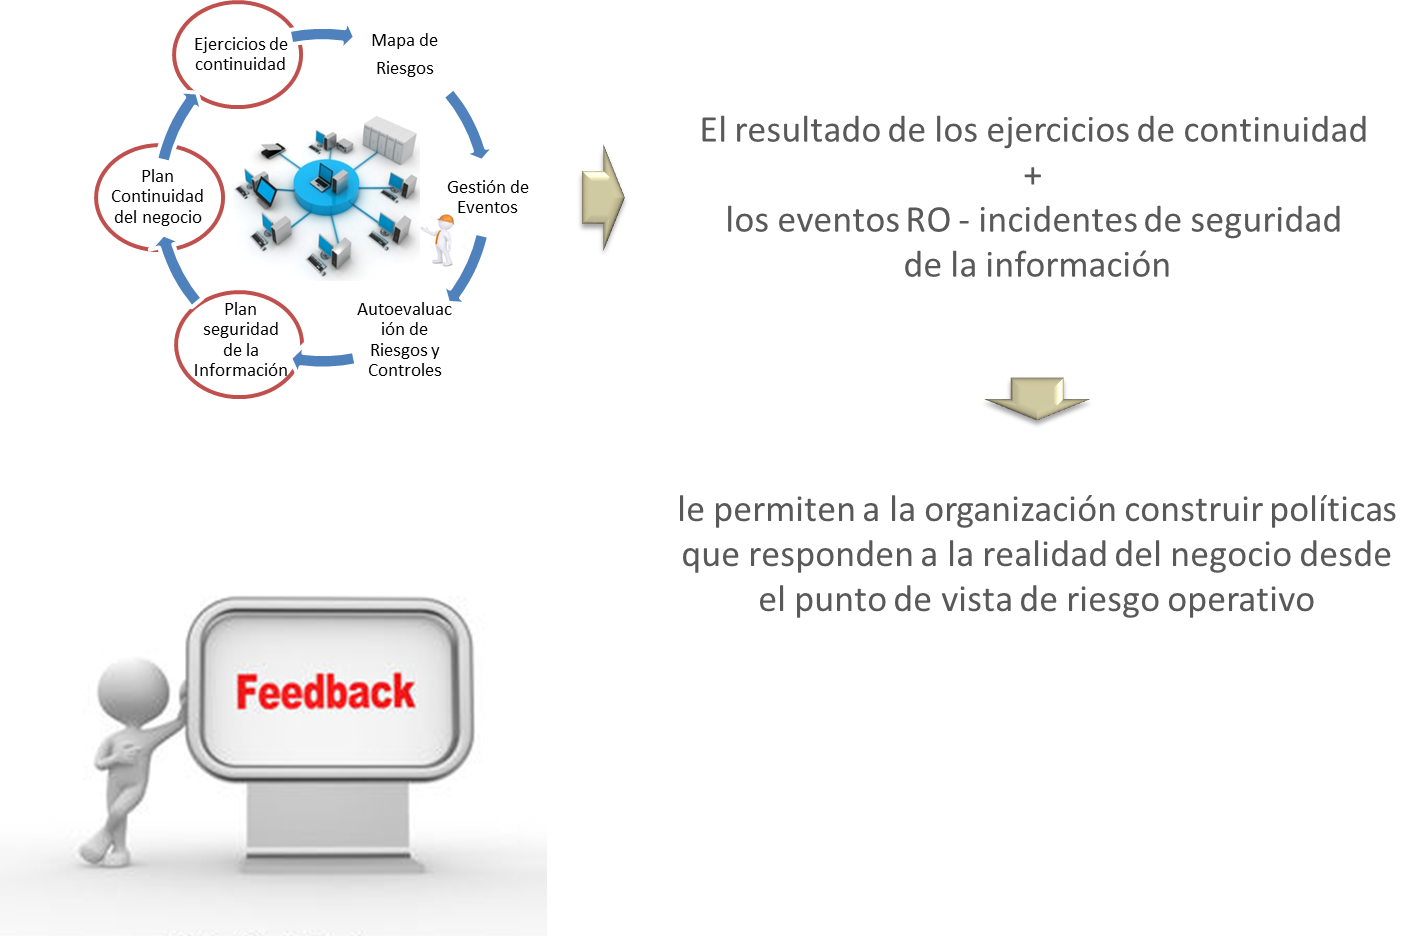 Ejercicios de
continuidad
Mapa de
Riesgos
Gestión de
Eventos
Autoevaluac
ión de
Riesgos y
Controles
Plan
seguridad
de la
Información
Plan
Continuidad
del negocio
El resultado de los ejercicios de continuidad
+
los eventos RO - incidentes de seguridad
de la información
le permiten a la organización construir políticas
que responden a la realidad del negocio desde
el punto de vista de riesgo operativo
Feedback